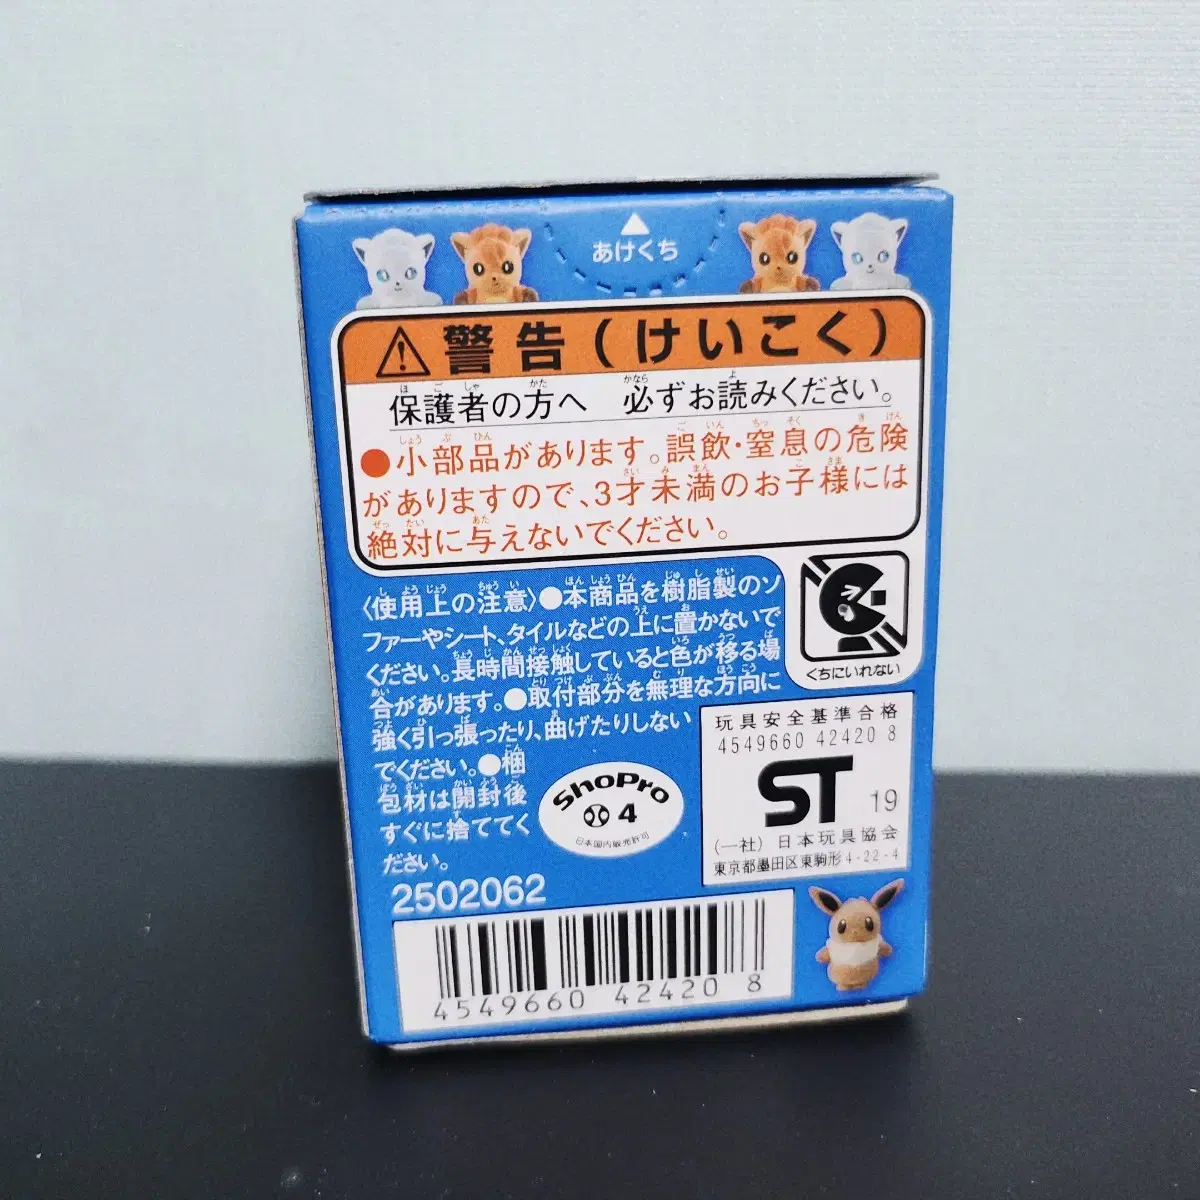 あけくち
警告(けいこく)
保護者の方へ 必ずお読みください。
●小部品があります。誤飲・窒息の危険
がありますので、3才未満のお子様には
絶対に与えないでください。
〈使用上の注意〉●本商品を樹脂製のソ
ファーやシート、タイルなどの上に置かないで
ください。長時間接触していると色が移る場
合があります。●取付部分を無理な方向に
強く引っ張ったり、曲げたりしない
でください。●梱
包材は開封後
すぐに捨ててく
ださい。
くちにいれない
ShoPro
4
日本国内販売許可
玩具安全基準合格
4549660 42420 8
ST 19
(一社)日本玩具協会
東京都墨田区東駒形4-22-4
2502062
4549660 42420 8